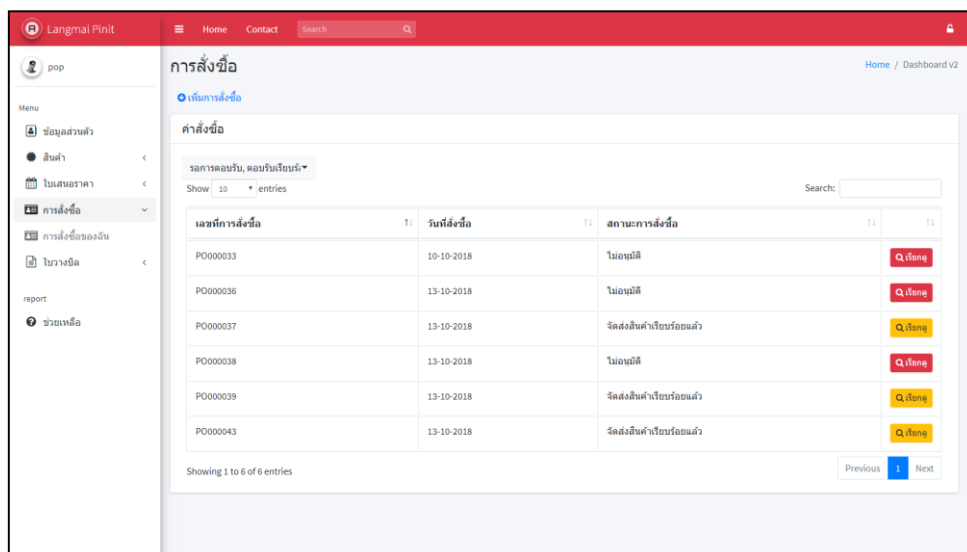 Langmai Pinit
Home Contact Search
pop
การสั่งซื้อ
Home / Dashboard v2
เพิ่มการสั่งซื้อ
Menu
ข้อมูลส่วนตัว
สินค้า
ใบเสนอราคา
การสั่งซื้อ
การสั่งซื้อของฉัน
ใบวางบิล
report
ช่วยเหลือ
คำสั่งซื้อ
รอการตอบรับ, ตอบรับเรียบร้
Show 10 entries
Search:
เลขที่การสั่งซื้อ วันที่สั่งซื้อ สถานะการสั่งซื้อ
PO000033 10-10-2018 ไม่อนุมัติ เรียกดู
PO000036 13-10-2018 ไม่อนุมัติ เรียกดู
PO000037 13-10-2018 จัดส่งสินค้าเรียบร้อยแล้ว เรียกดู
PO000038 13-10-2018 ไม่อนุมัติ เรียกดู
PO000039 13-10-2018 จัดส่งสินค้าเรียบร้อยแล้ว เรียกดู
PO000043 13-10-2018 จัดส่งสินค้าเรียบร้อยแล้ว เรียกดู
Showing 1 to 6 of 6 entries
Previous 1 Next